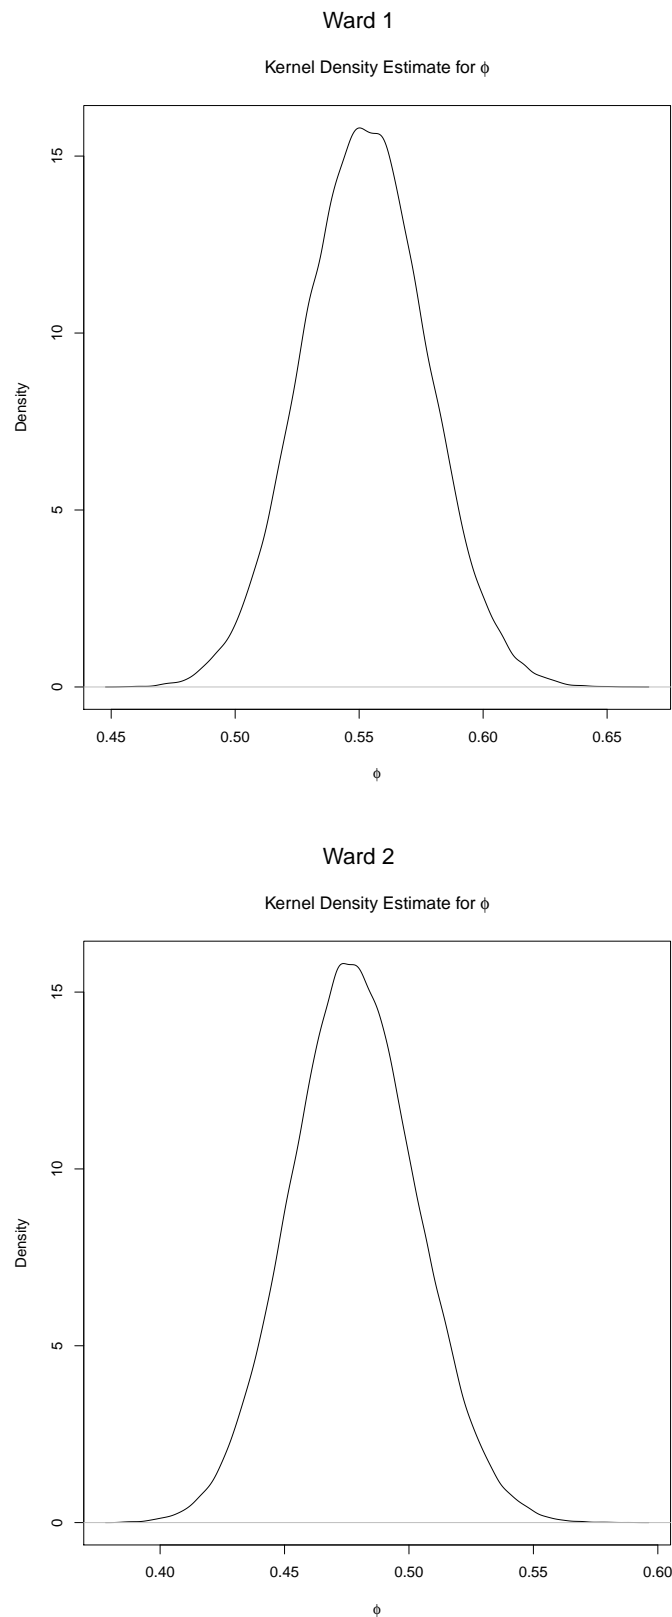 Ward 1
Kernel Density Estimate for ϕ
Density
15
10
5
0
0.45 0.50 0.55 0.60 0.65
ϕ
Ward 2
Kernel Density Estimate for ϕ
Density
15
10
5
0
0.40 0.45 0.50 0.55 0.60
ϕ